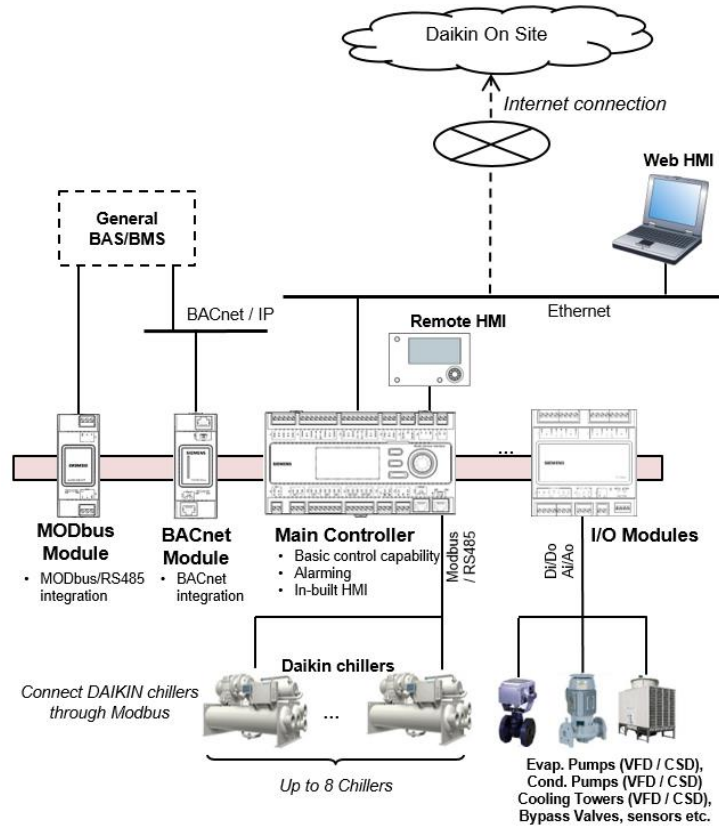 Daikin On Site
Internet connection
Web HMI
General
BAS/BMS
BACnet / IP
Ethernet
Remote HMI
...
SIEMENS
SIEMENS
SIEMENS
MODbus
Module
• MODbus/RS485
integration
BACnet
Module
• BACnet
integration
Main Controller
• Basic control capability
• Alarming
• In-built HMI
Modbus
/ RS485
I/O Modules
Di/Do
Ai/Ao
Daikin chillers
Connect DAIKIN chillers
through Modbus
...
Up to 8 Chillers
Evap. Pumps (VFD / CSD),
Cond. Pumps (VFD / CSD)
Cooling Towers (VFD / CSD),
Bypass Valves, sensors etc.